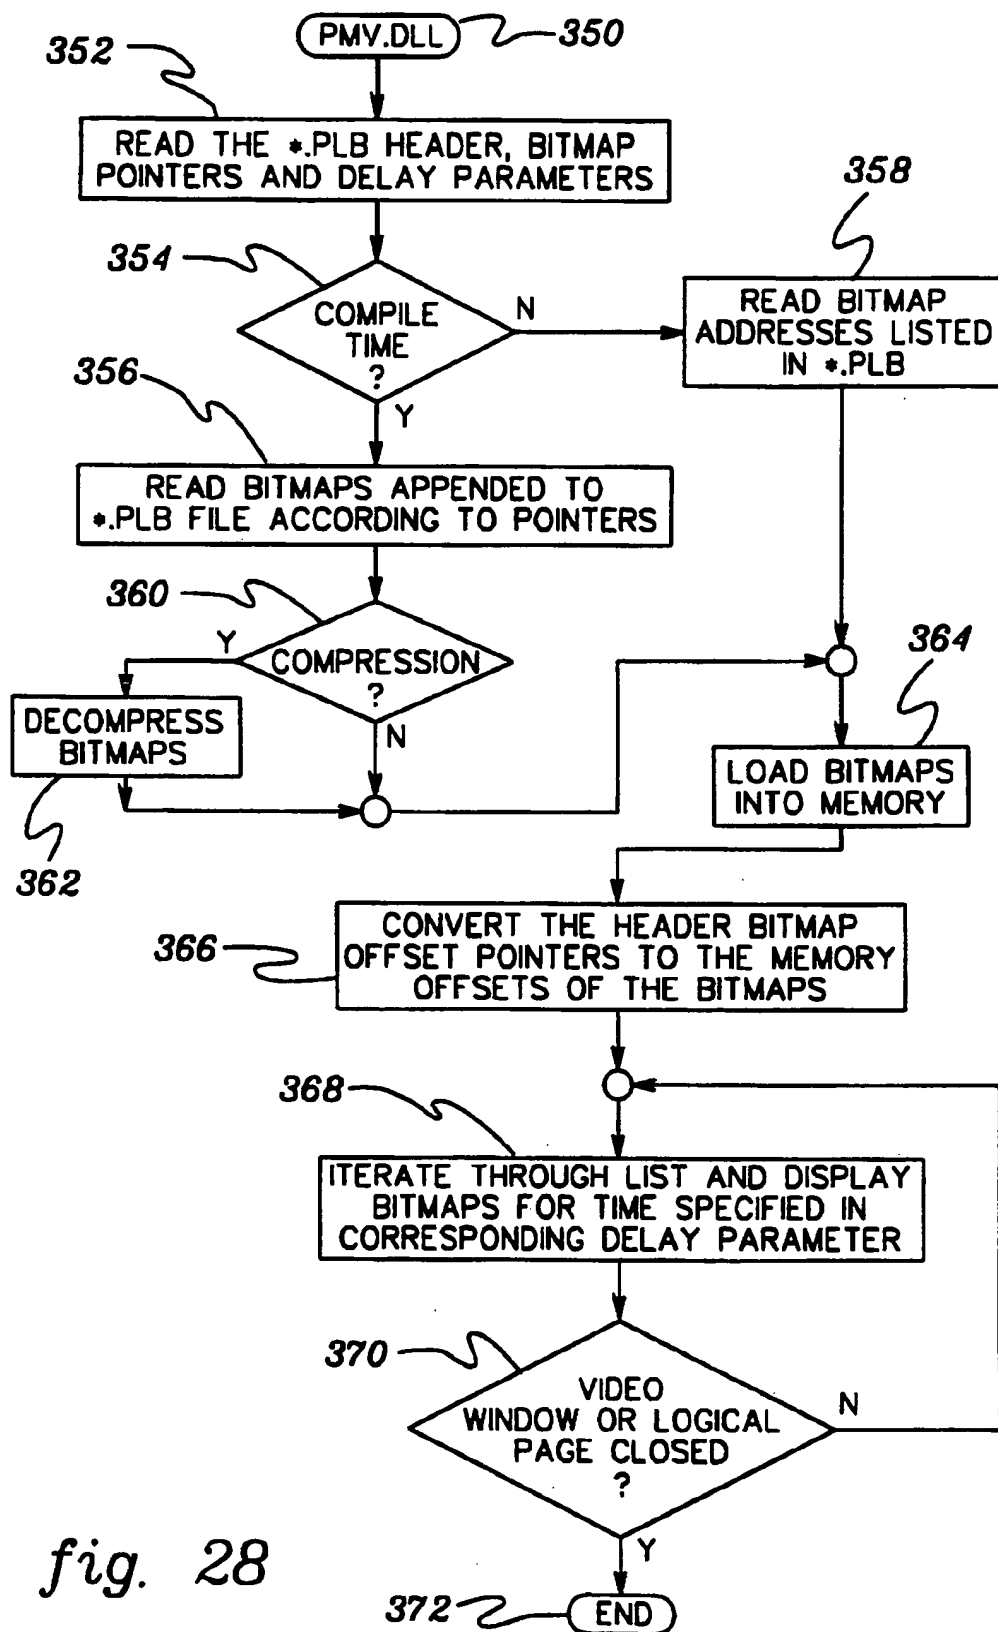 PMV.DLL
350
352
READ THE *.PLB HEADER, BITMAP
POINTERS AND DELAY PARAMETERS
358
354
COMPILE
TIME
?
N
Y
READ BITMAP
ADDRESSES LISTED
IN *.PLB
356
READ BITMAPS APPENDED TO
*.PLB FILE ACCORDING TO POINTERS
360
Y
COMPRESSION
?
N
364
DECOMPRESS
BITMAPS
362
LOAD BITMAPS
INTO MEMORY
366
CONVERT THE HEADER BITMAP
OFFSET POINTERS TO THE MEMORY
OFFSETS OF THE BITMAPS
368
ITERATE THROUGH LIST AND DISPLAY
BITMAPS FOR TIME SPECIFIED IN
CORRESPONDING DELAY PARAMETER
370
VIDEO
WINDOW OR LOGICAL
PAGE CLOSED
?
N
Y
fig. 28
372
END